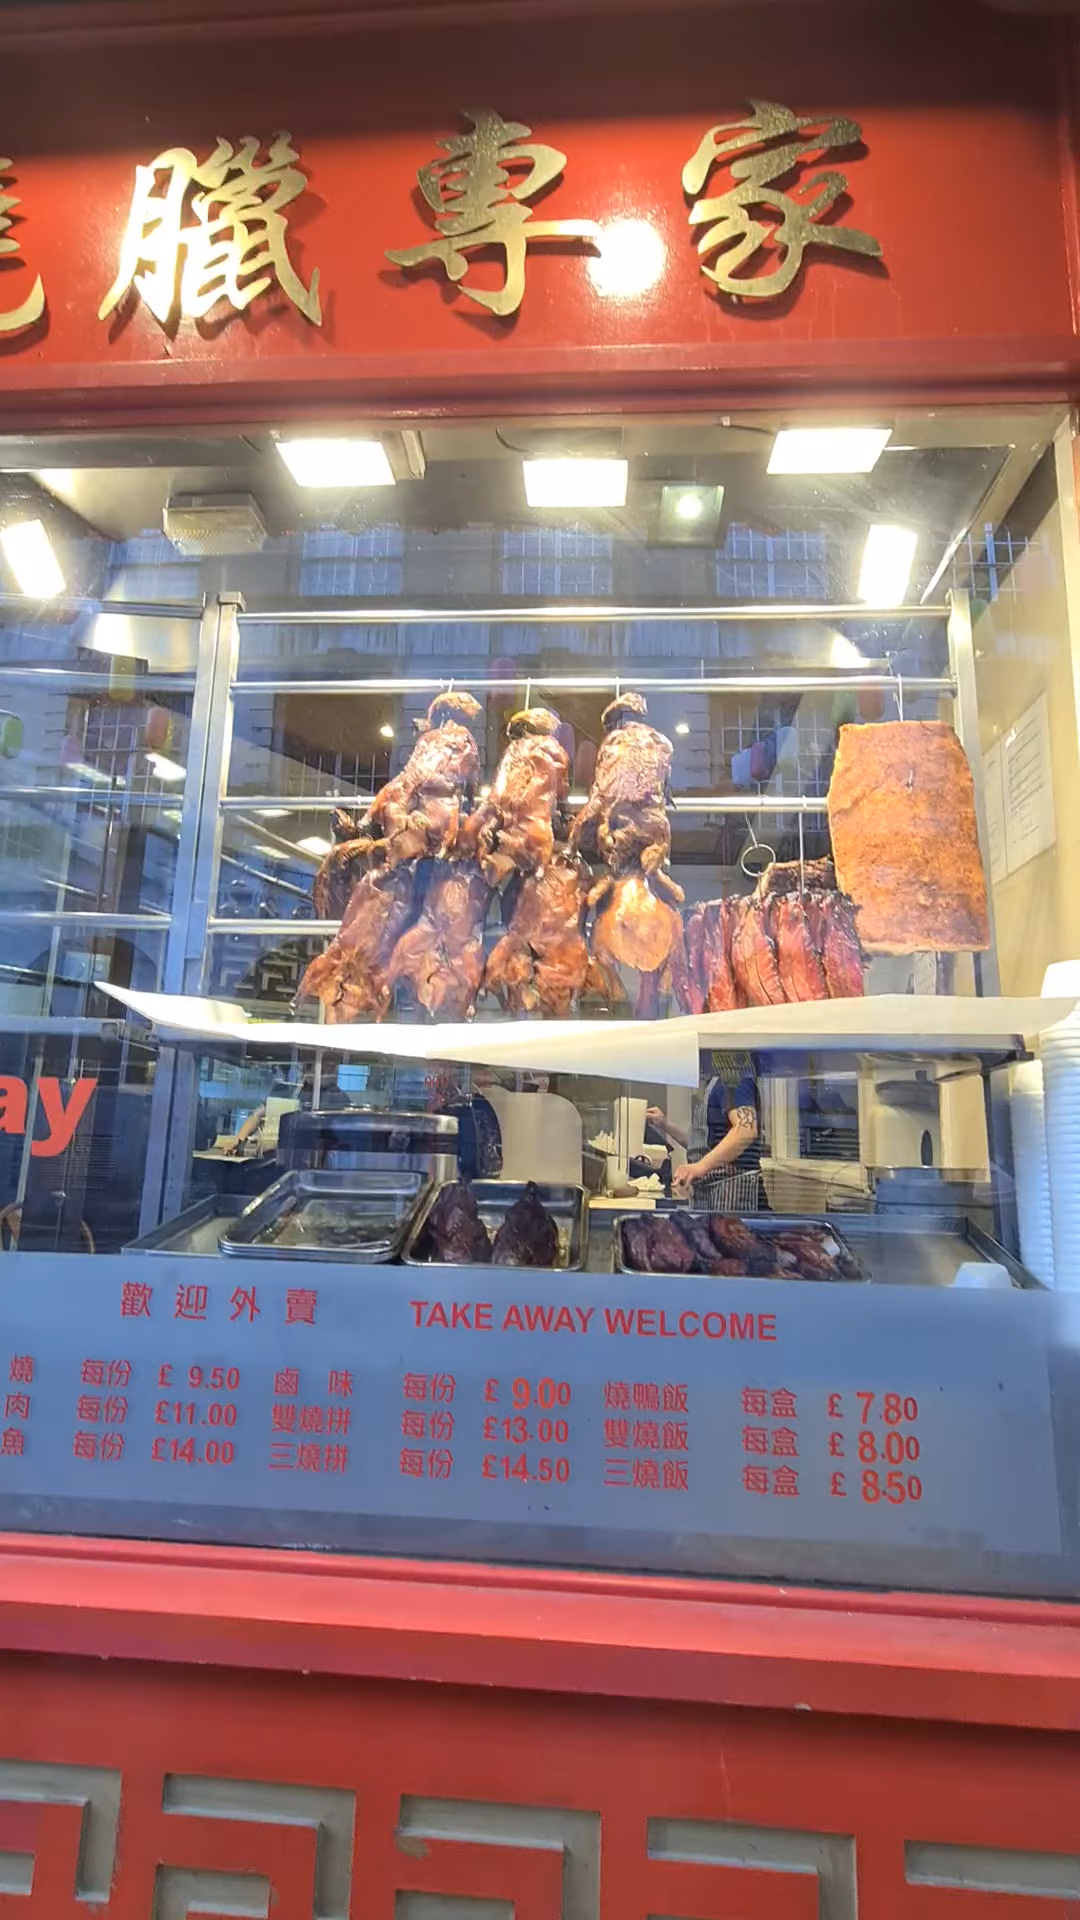 臘專家
ay
歡迎外賣 TAKE AWAY WELCOME
燒 每份 £ 9.50 鹵味 每份 £ 9.00 燒鴨飯 每盒 £ 7.80
肉 每份 £11.00 雙燒拼 每份 £13.00 雙燒飯 每盒 £ 8.00
魚 每份 £14.00 三燒拼 每份 £14.50 三燒飯 每盒 £ 8.50